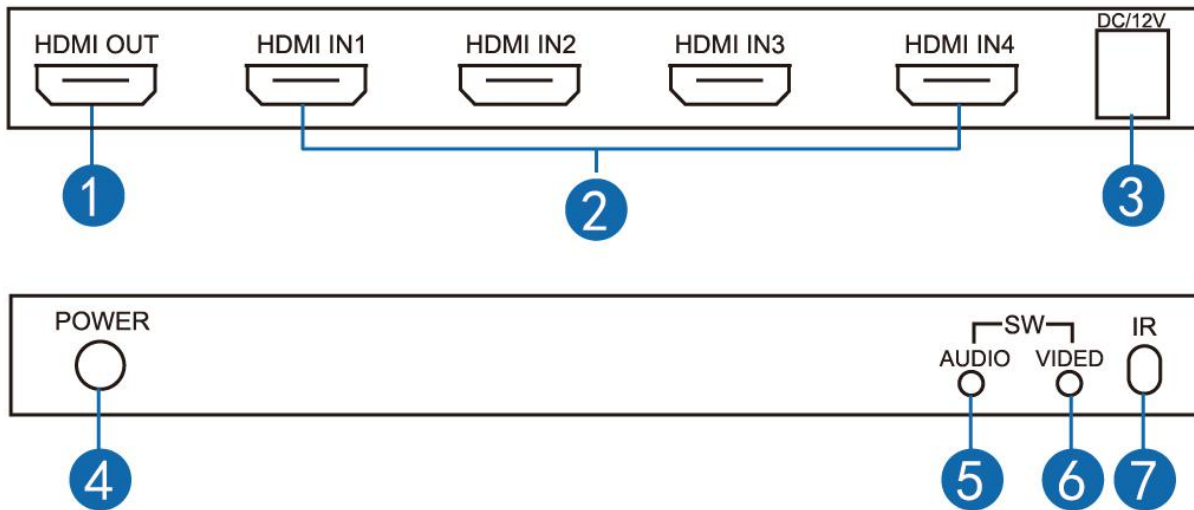 DC/12V
HDMI OUT HDMI IN1 HDMI IN2 HDMI IN3 HDMI IN4
1 2 3
POWER SW IR
AUDIO VIDED
4 5 6 7